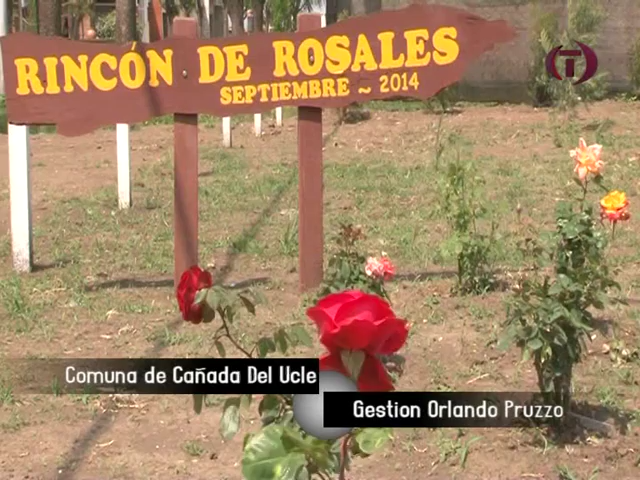 RINCÓN DE ROSALES
SEPTIEMBRE ~ 2014
T
Comuna de Cañada Del Ucle
Gestion Orlando Pruzzo